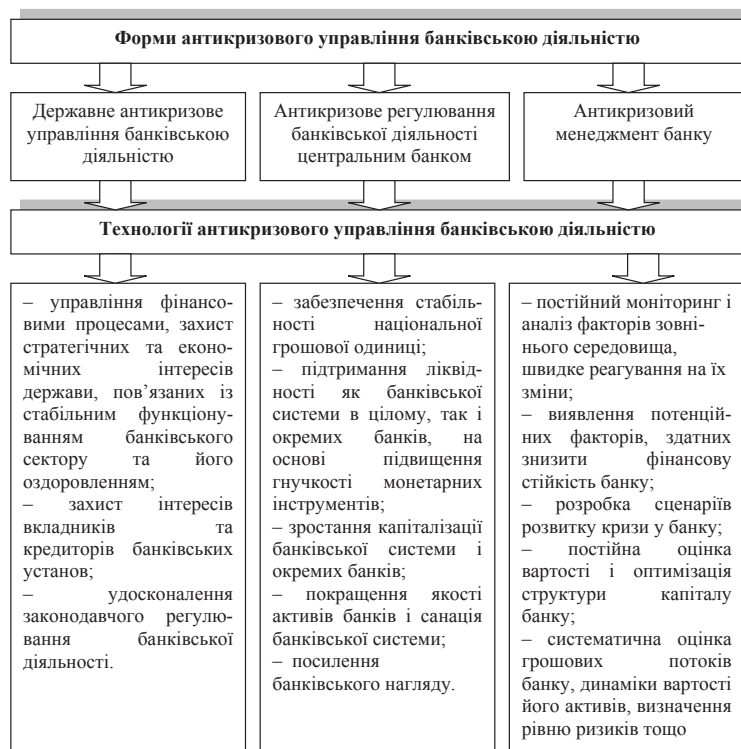 Форми антикризового управління банківською діяльністю
Державне антикризове
управління банківською
діяльністю
Антикризове регулювання
банківської діяльності
центральним банком
Антикризовий
менеджмент банку
Технології антикризового управління банківською діяльністю
– управління фінансо-
вими процесами, захист
стратегічних та еконо-
мічних інтересів
держави, пов’язаних із
стабільним функціону-
ванням банківського
сектору та його
оздоровленням;
– захист інтересів
вкладників та
кредиторів банківських
установ;
– удосконалення
законодавчого регулю-
вання банківської
діяльності.
– забезпечення стабіль-
ності національної
грошової одиниці;
– підтримання ліквід-
ності як банківської
системи в цілому, так і
окремих банків, на
основі підвищення
гнучкості монетарних
інструментів;
– зростання капіталізації
банківської системи і
окремих банків;
– покращення якості
активів банків і санація
банківської системи;
– посилення
банківського нагляду.
– постійний моніторинг і
аналіз факторів зовні-
нього середовища,
швидке реагування на їх
зміни;
– виявлення потенцій-
них факторів, здатних
знизити фінансову
стійкість банку;
– розробка сценаріїв
розвитку кризи у банку;
– постійна оцінка
вартості і оптимізація
структури капіталу
банку;
– систематична оцінка
грошових потоків
банку, динаміки вартості
його активів, визначення
рівню ризиків тощо